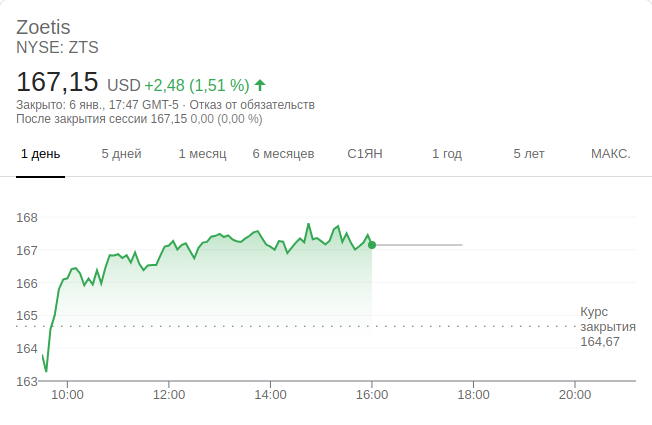 Zoetis
NYSE: ZTS
167,15 USD +2,48 (1,51 %)
Закрыто: 6 янв., 17:47 GMT-5 · Отказ от обязательств
После закрытия сессии 167,15 0,00 (0,00 %)
1 день 5 дней 1 месяц 6 месяцев С1ЯН 1 год 5 лет МАКС.
168
167
166
165
164
163
Курс
закрытия
164,67
10:00 12:00 14:00 16:00 18:00 20:00